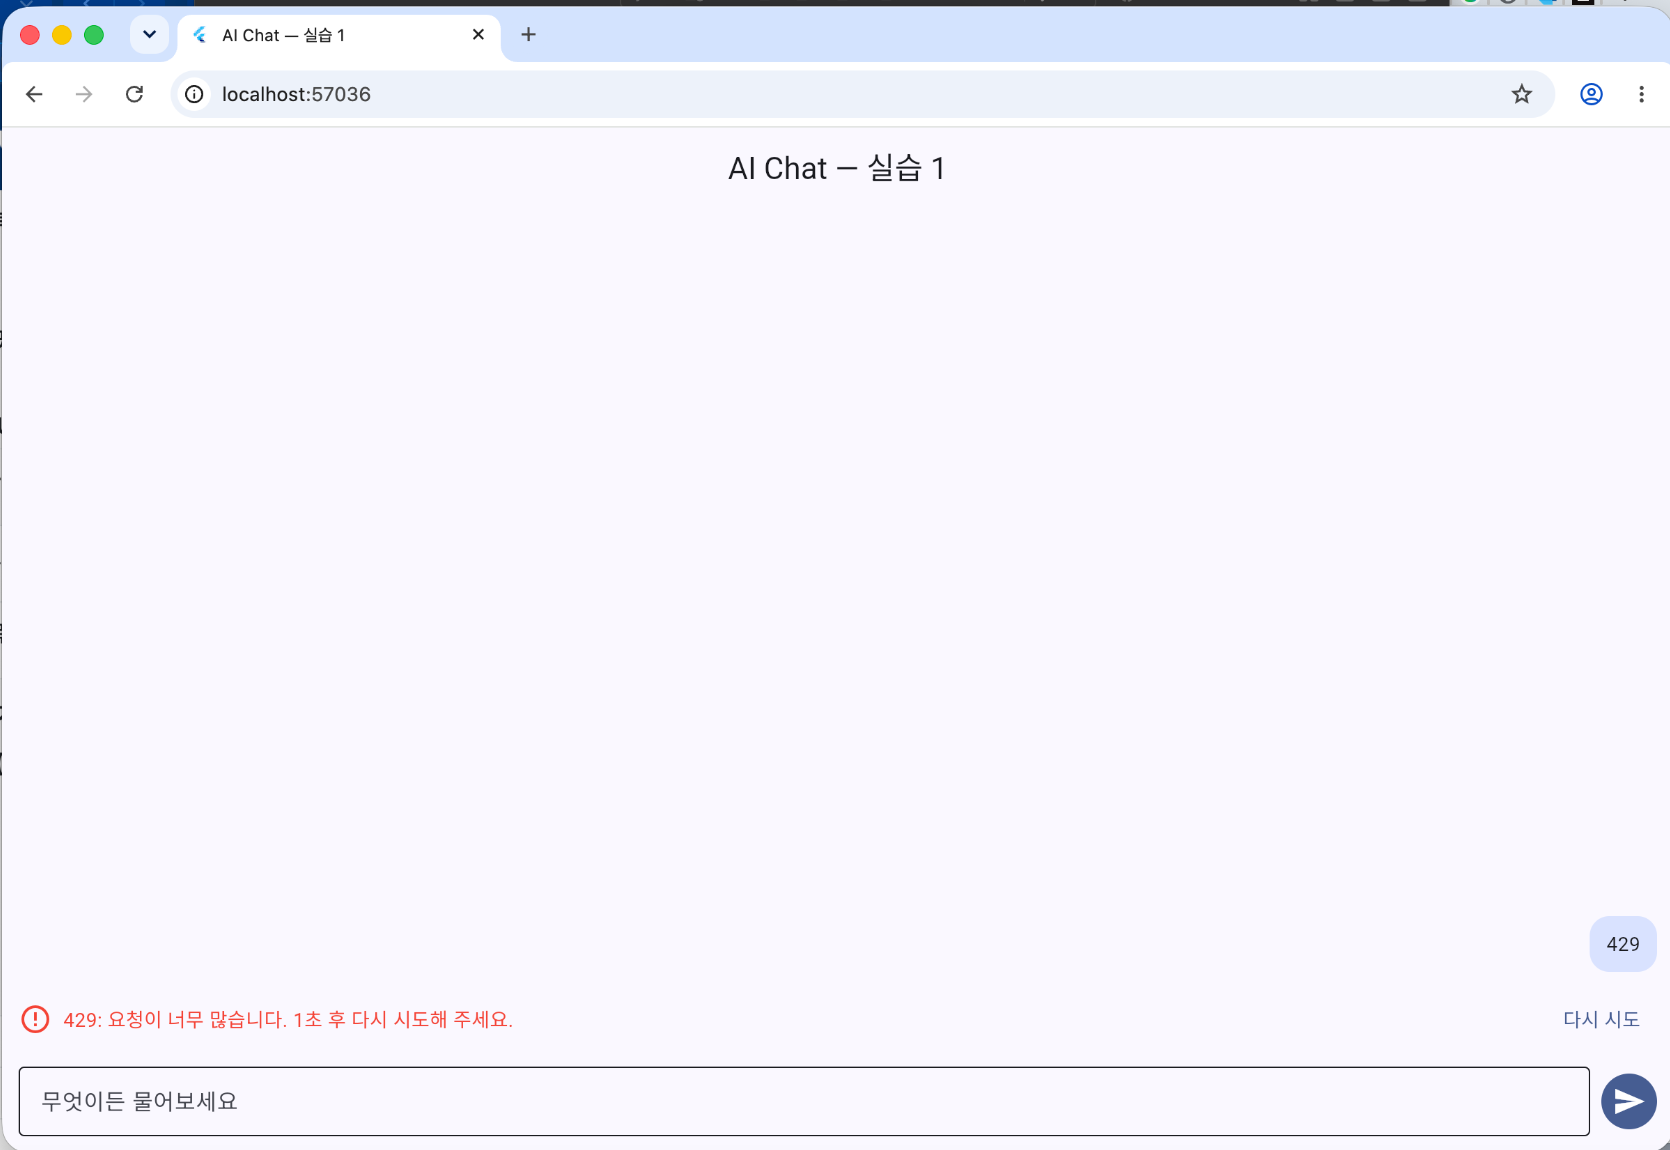 AI Chat — 실습 1
localhost:57036
AI Chat — 실습 1
429
429: 요청이 너무 많습니다. 1초 후 다시 시도해 주세요.
다시 시도
무엇이든 물어보세요